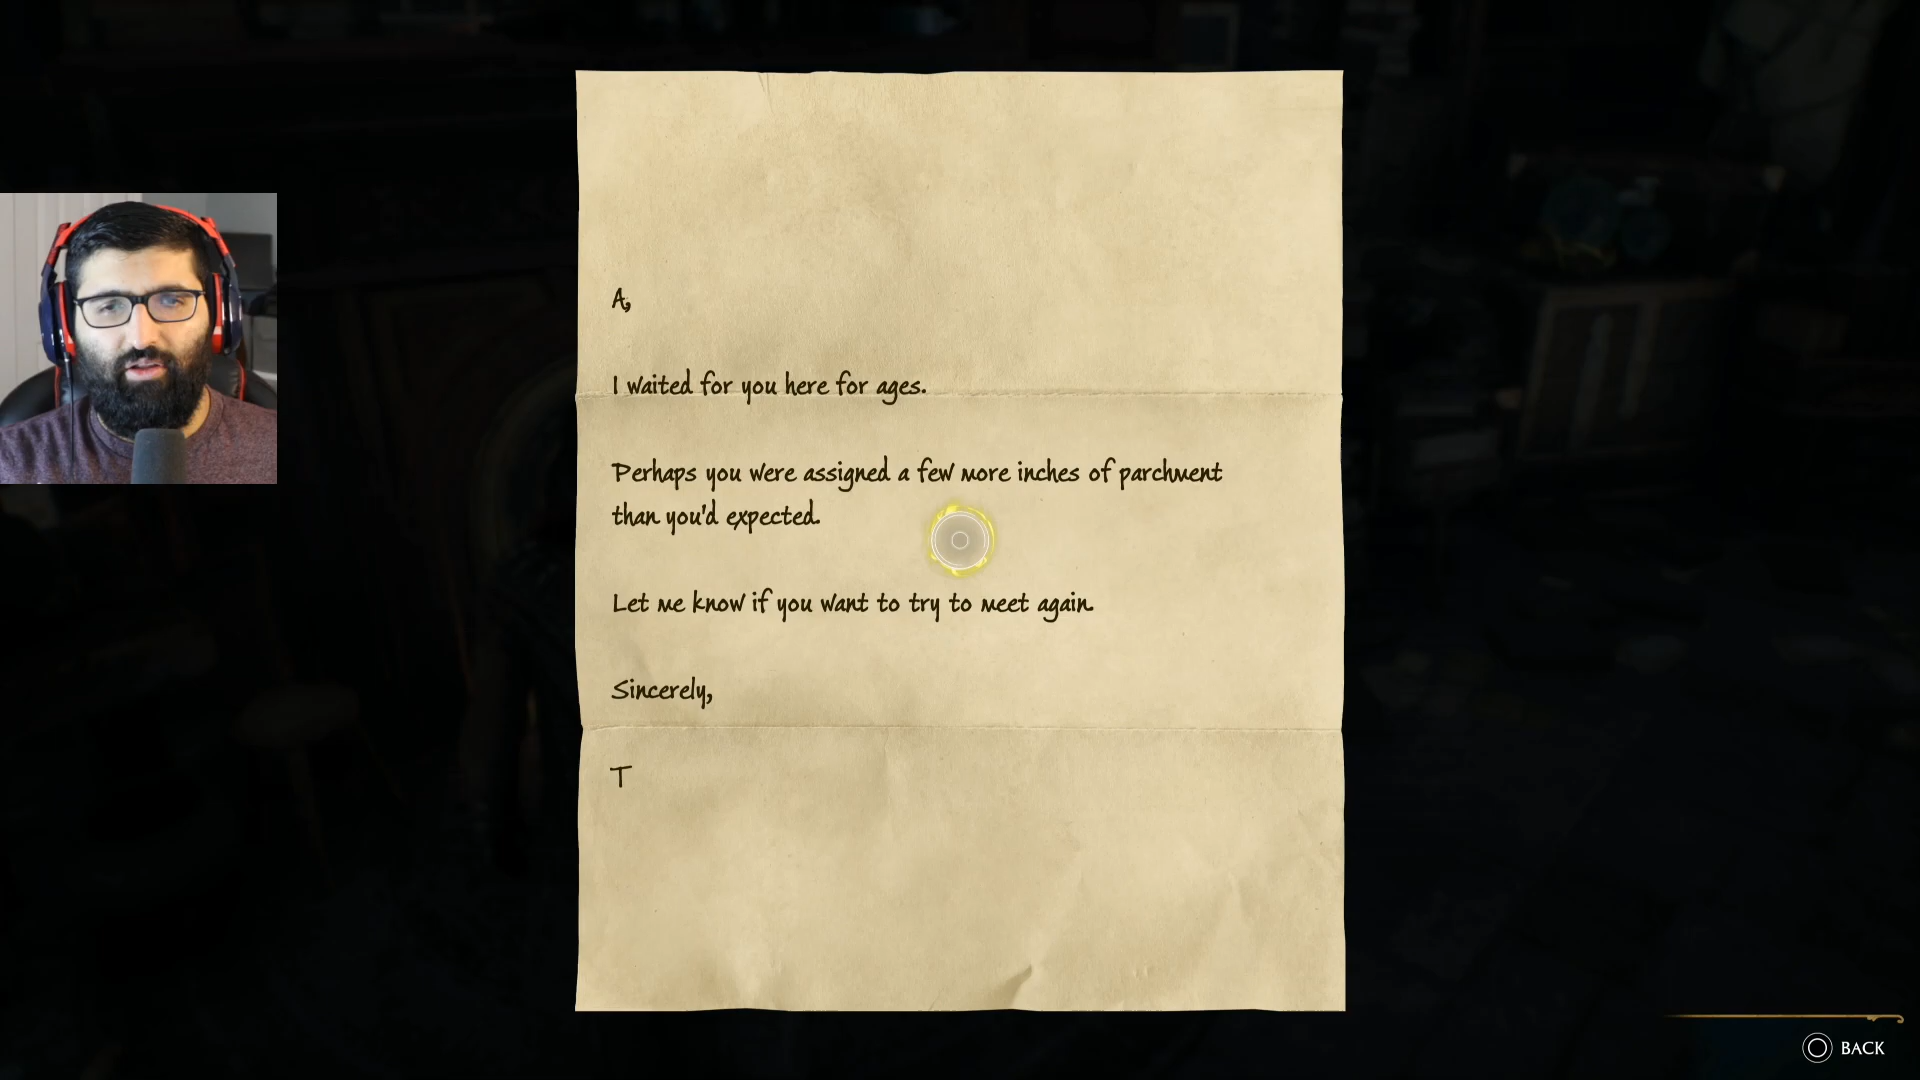 A,
I waited for you here for ages.
Perhaps you were assigned a few more inches of parchment
than you'd expected.
Let me know if you want to try to meet again.
Sincerely,
T
BACK